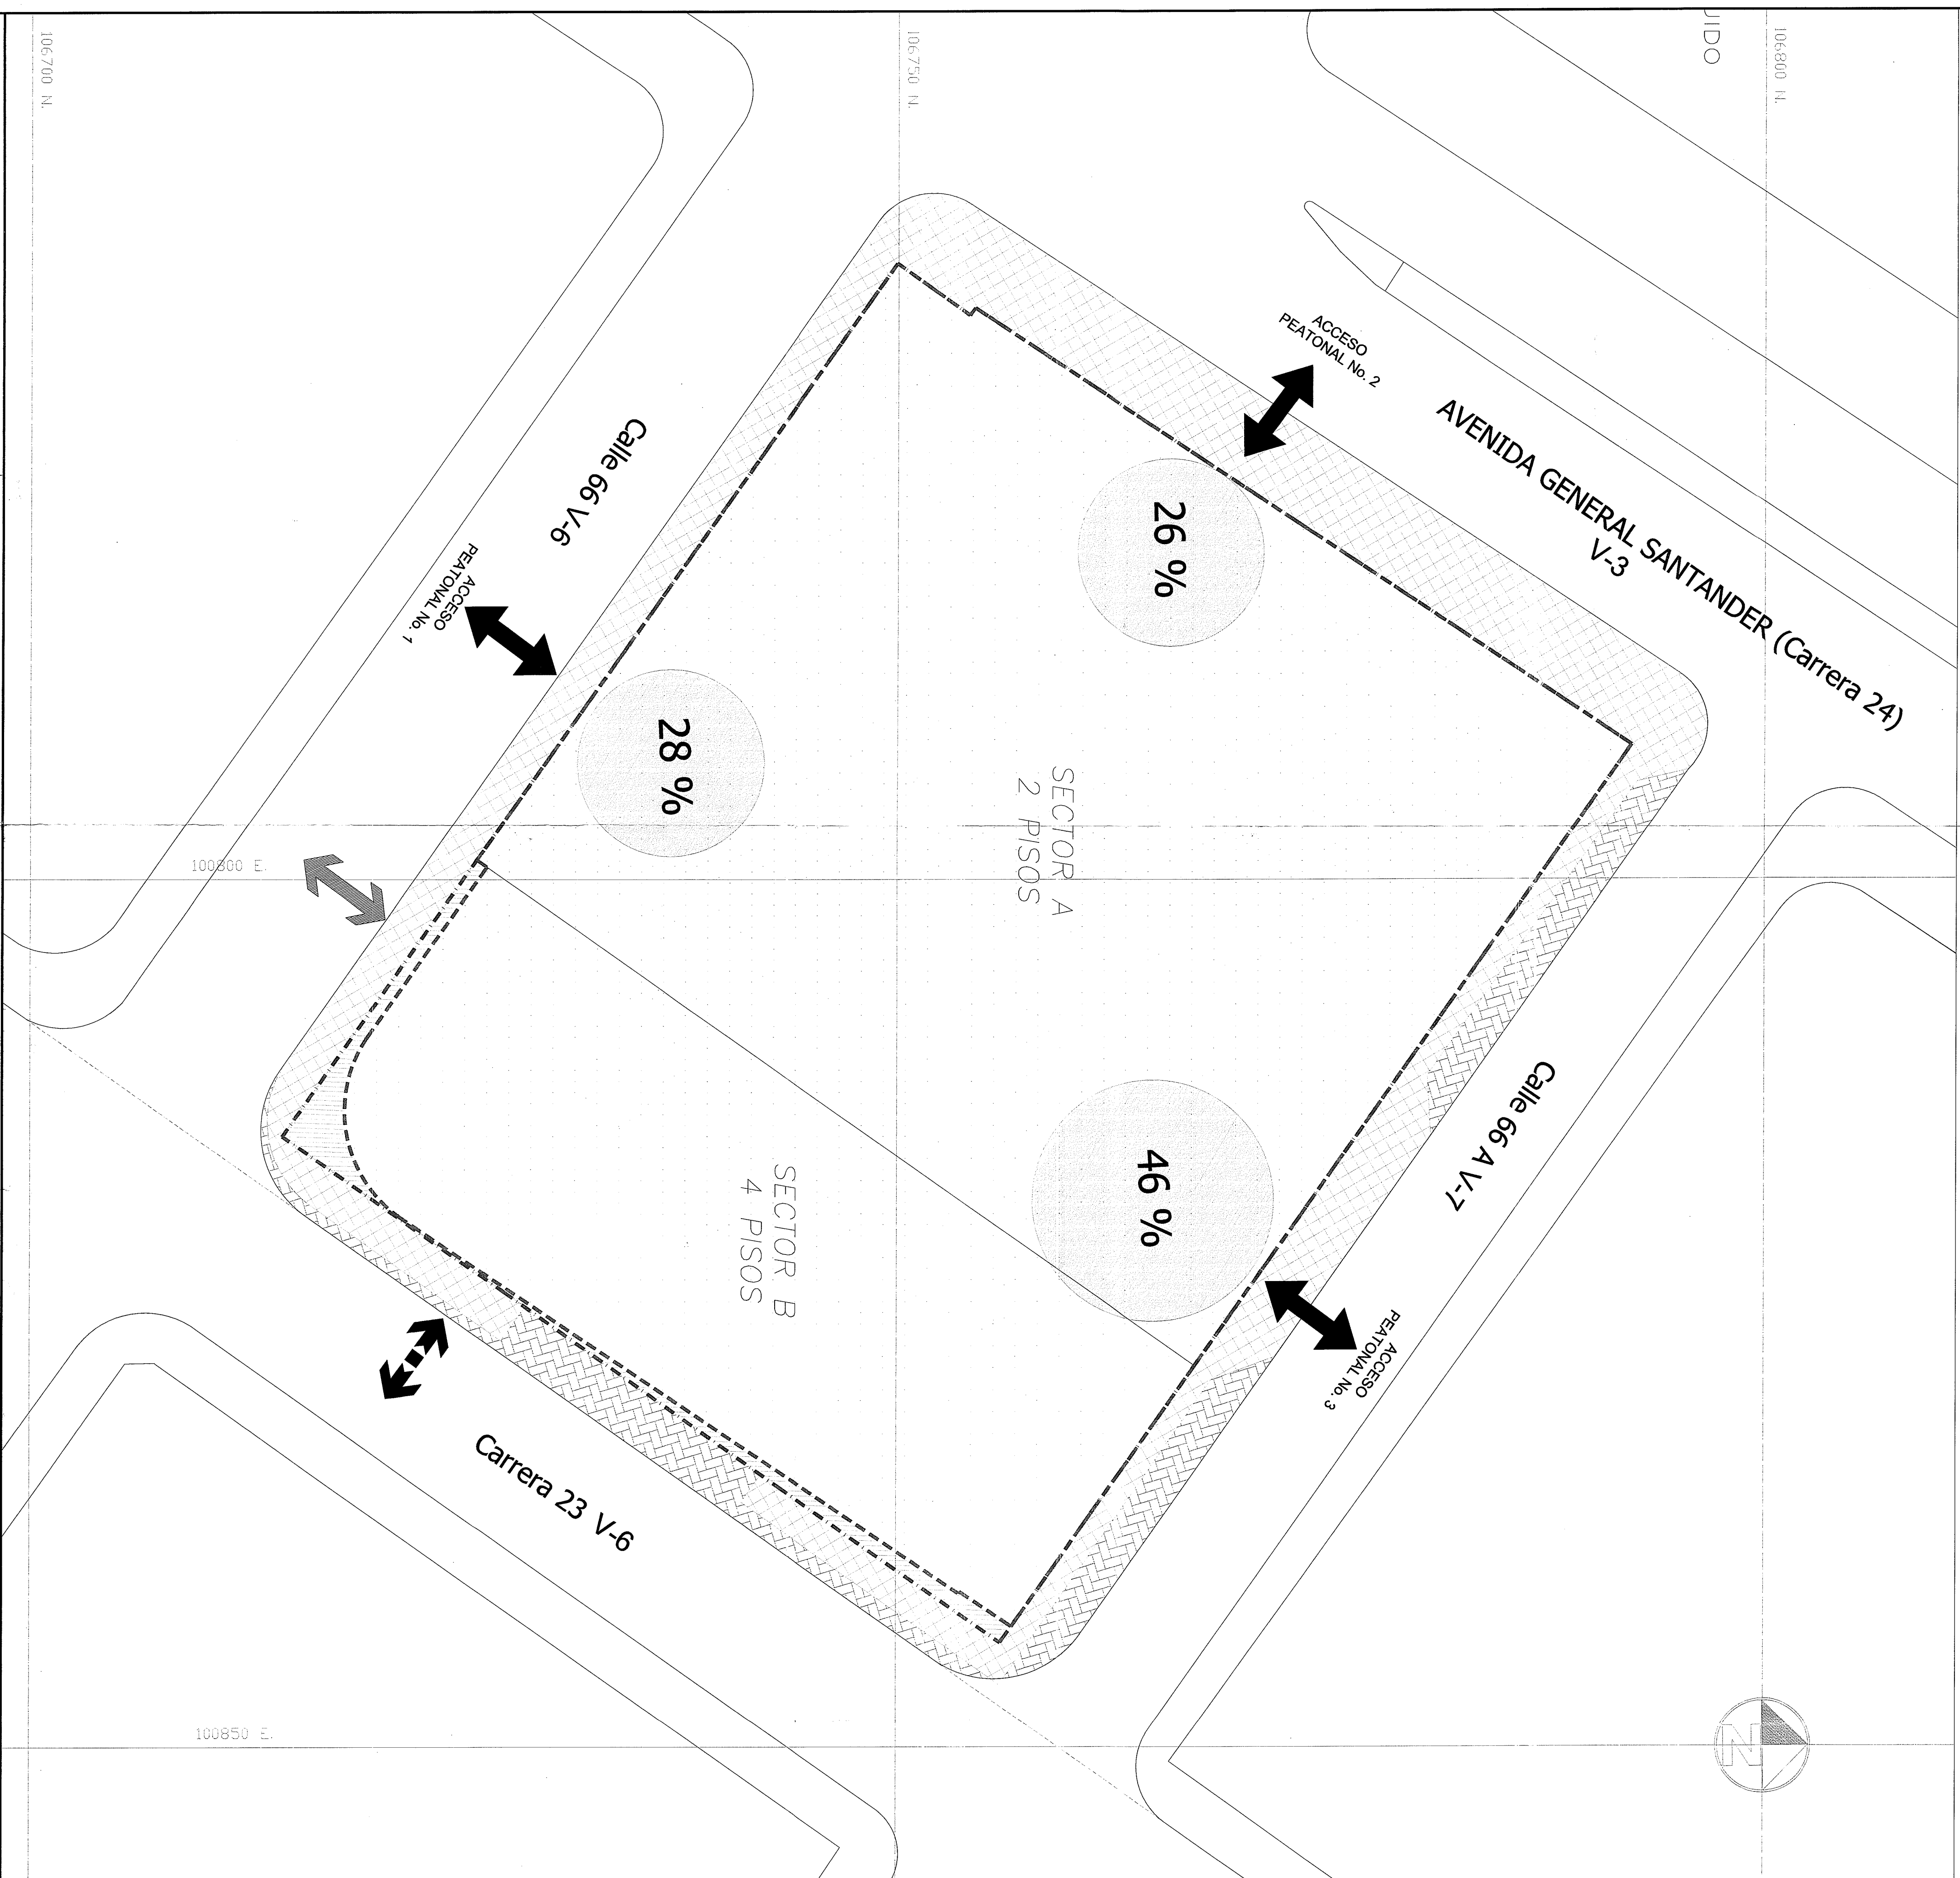 106700 N.
106750 N.
106800 N.
JIDO
ACCESO
PEATONAL No. 2
AVENIDA GENERAL SANTANDER (Carrera 24)
V-3
Calle 66 V-6
ACCESO
PEATONAL No. 1
26 %
28 %
SECTOR A
2 PISOS
100800 E.
Calle 66 A V-7
46 %
SECTOR B
4 PISOS
ACCESO
PEATONAL No. 3
Carrera 23 V-6
100850 E.
N